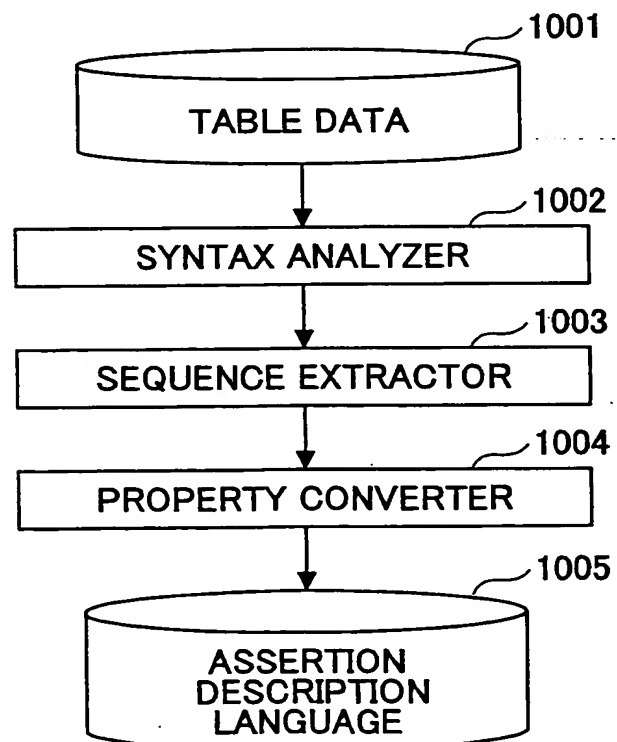 1001
TABLE DATA
1002
SYNTAX ANALYZER
1003
SEQUENCE EXTRACTOR
1004
PROPERTY CONVERTER
1005
ASSERTION
DESCRIPTION
LANGUAGE